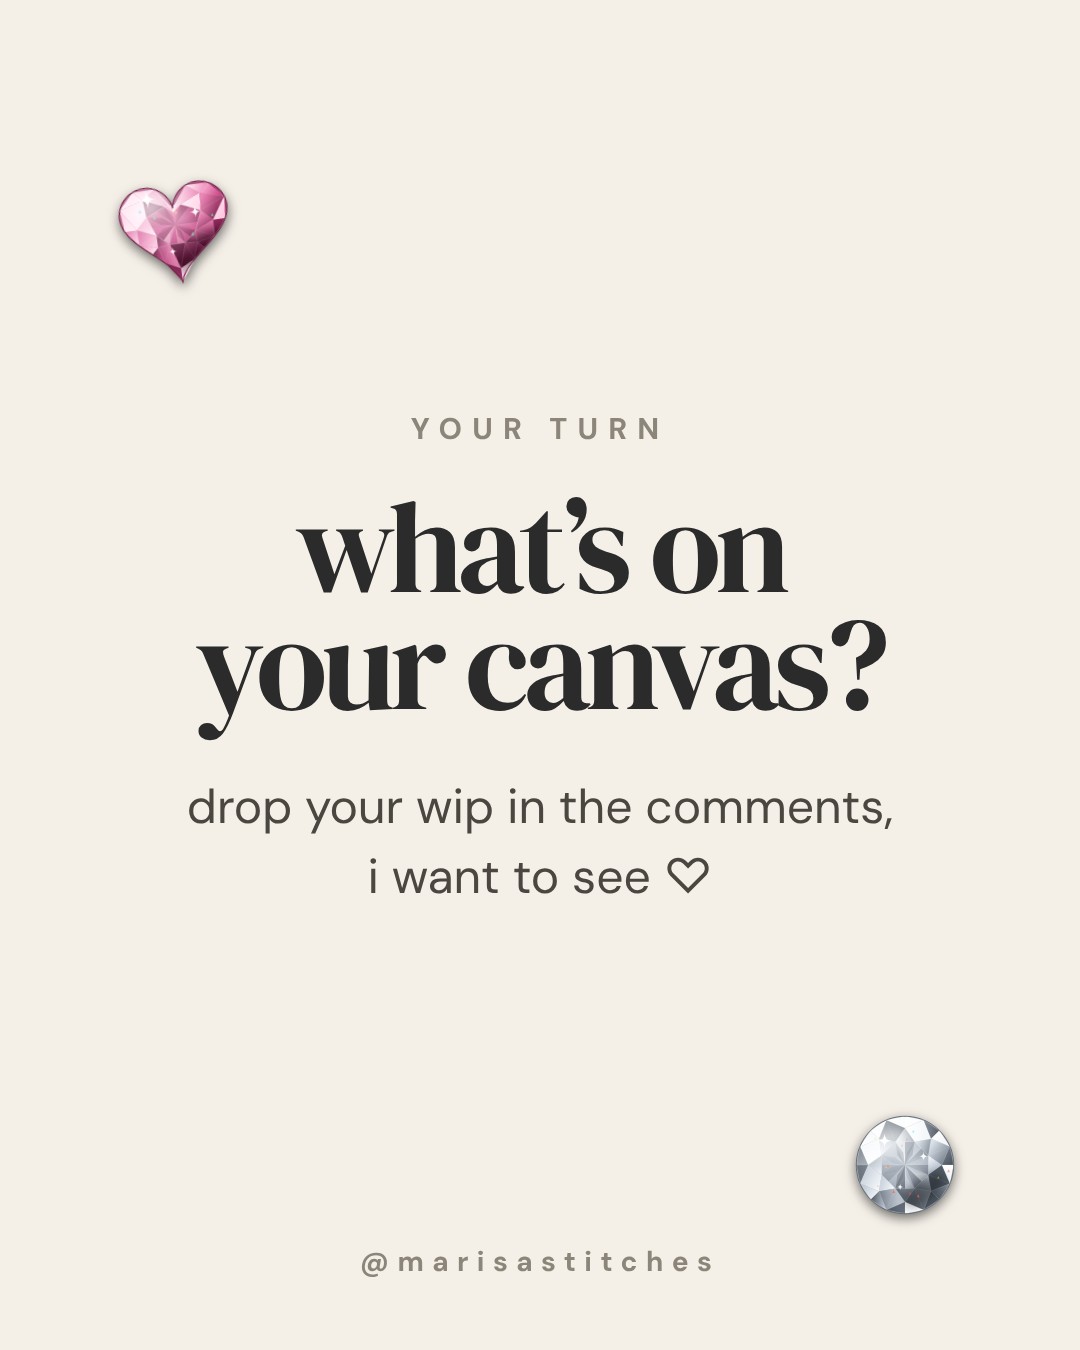 YOUR TURN
what’s on
your canvas?
drop your wip in the comments,
i want to see ♡
@marisastitches